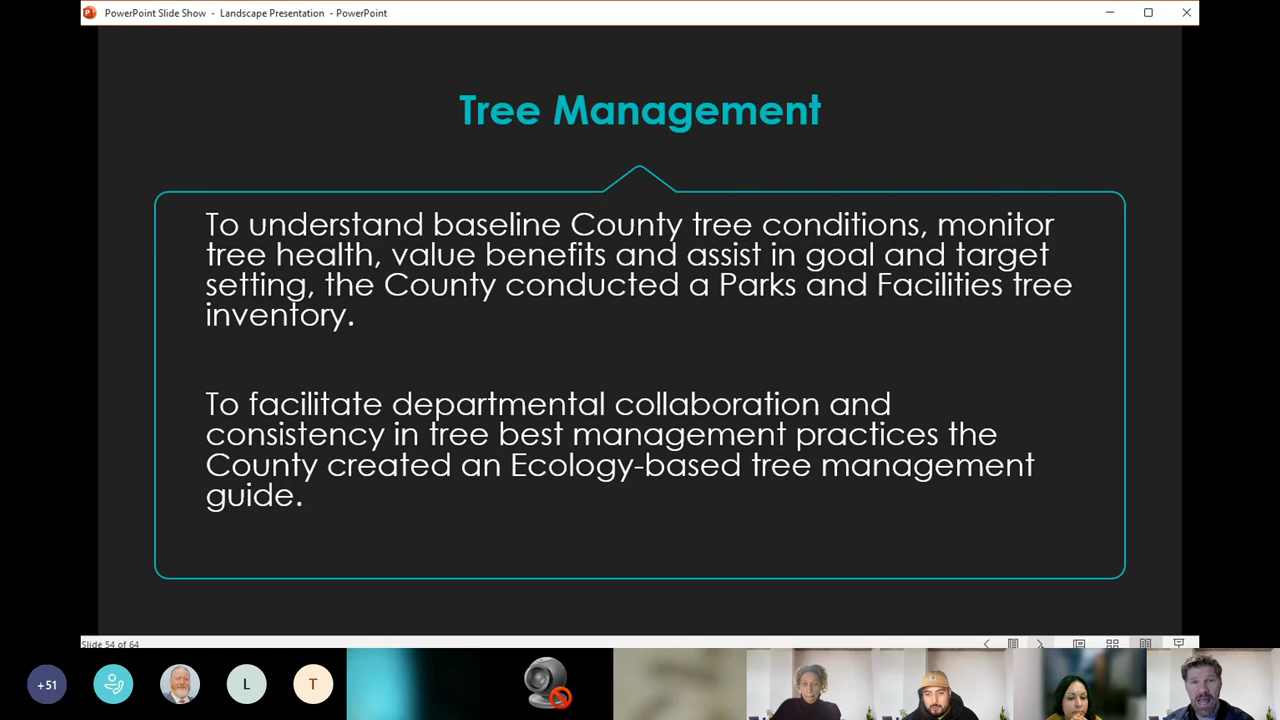 PowerPoint Slide Show - Landscape Presentation - PowerPoint
Tree Management
To understand baseline County tree conditions, monitor
tree health, value benefits and assist in goal and target
setting, the County conducted a Parks and Facilities tree
inventory.
To facilitate departmental collaboration and
consistency in tree best management practices the
County created an Ecology-based tree management
guide.
Slide 54 of 64
+51
L
T